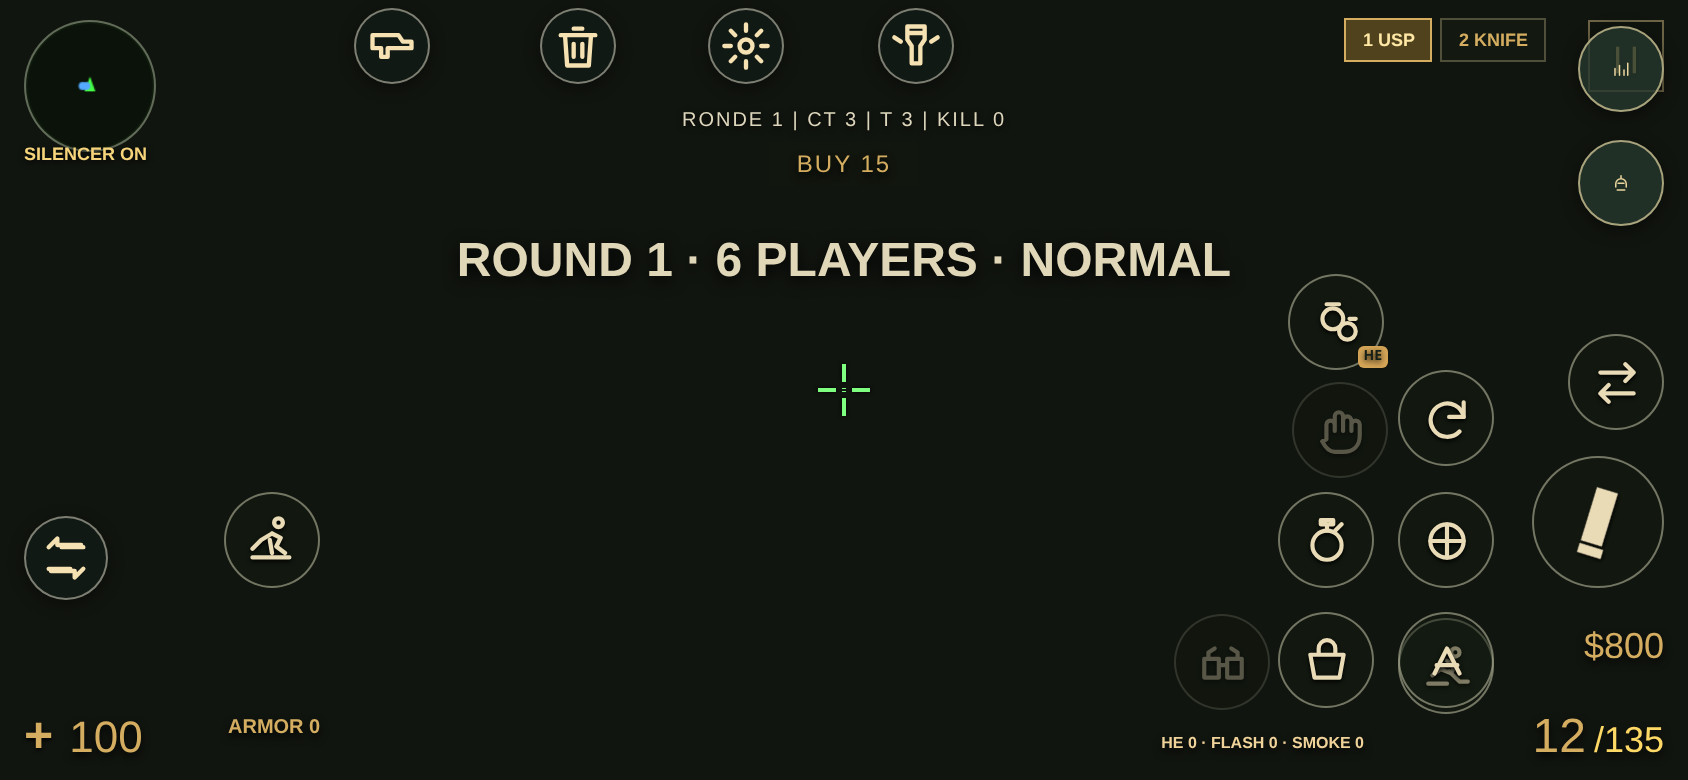 1 USP
2 KNIFE
RONDE 1 | CT 3 | T 3 | KILL 0
SILENCER ON
BUY 15
ROUND 1 · 6 PLAYERS · NORMAL
HE
$800
+ 100
ARMOR 0
HE 0 · FLASH 0 · SMOKE 0
12 /135